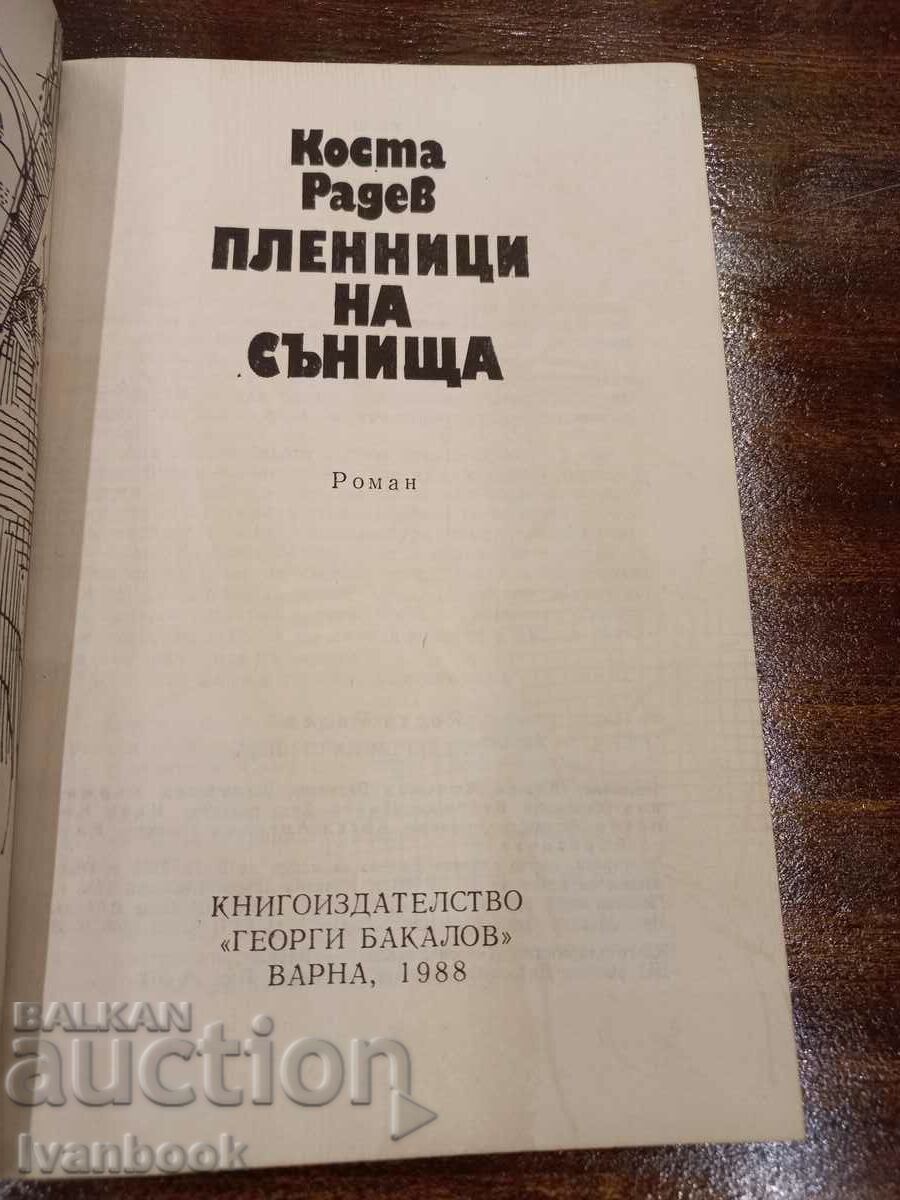 Коста
Радев
ПЛЕННИЦИ
НА
СЪНИЩА
Роман
КНИГОИЗДАТЕЛСТВО
«ГЕОРГИ БАКАЛОВ»
ВАРНА, 1988
BALKAN
auction
Ivanbook